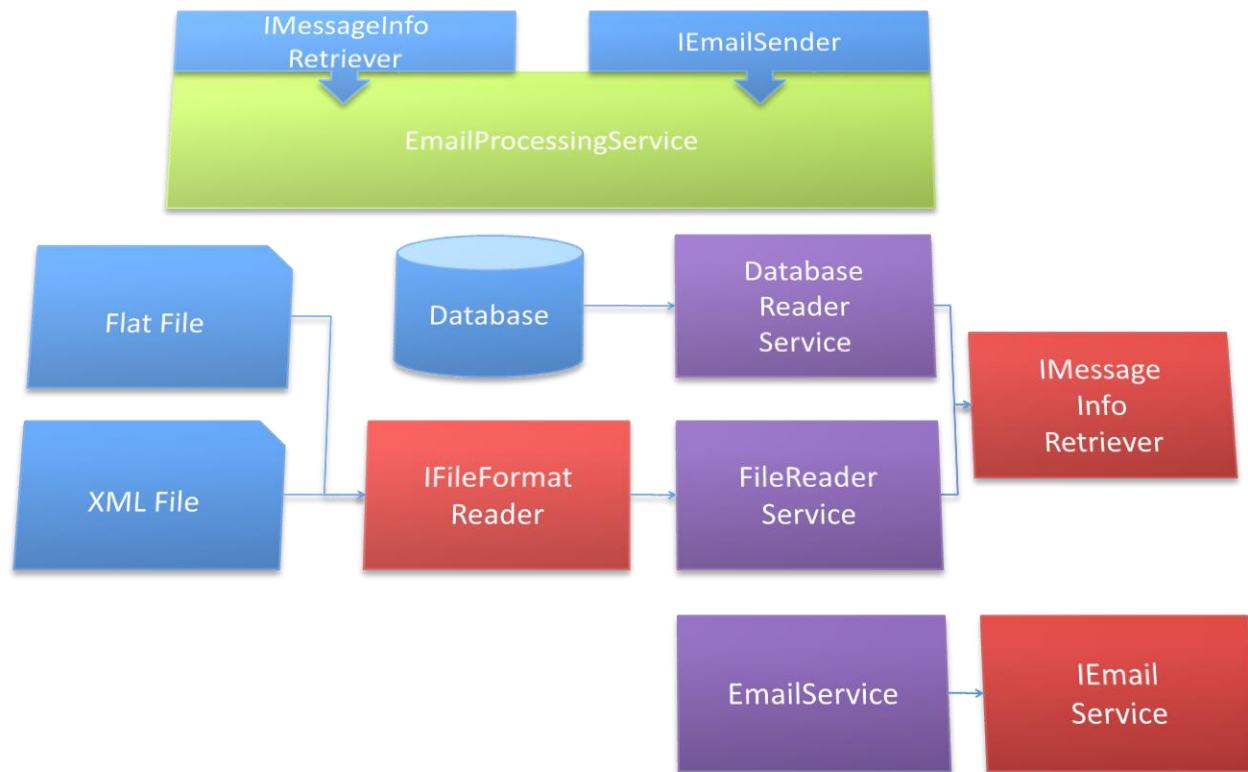 IMessageInfo
Retriever
IEmailSender
EmailProcessingService
Flat File
Database
Database
Reader
Service
IMessage
Info
Retriever
XML File
IFileFormat
Reader
FileReader
Service
EmailService
IEmail
Service